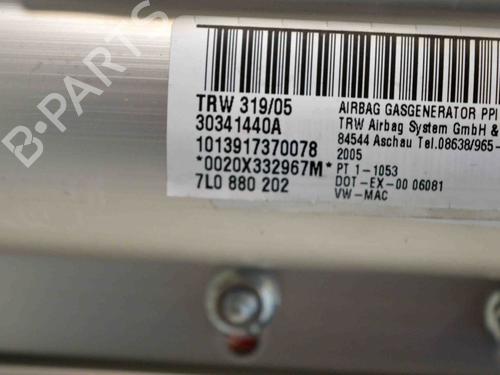 B-PARTS
TRW 319/05
30341440A
1013917370078
*0020X332967M*
7L0 880 202
AIRBAG GASGENERATOR PPI
TRW Airbag System GmbH &
84544 Aschau Tel.08638/965-
2005
PT 1-1053
DOT-EX-00 06081
VW-MAC